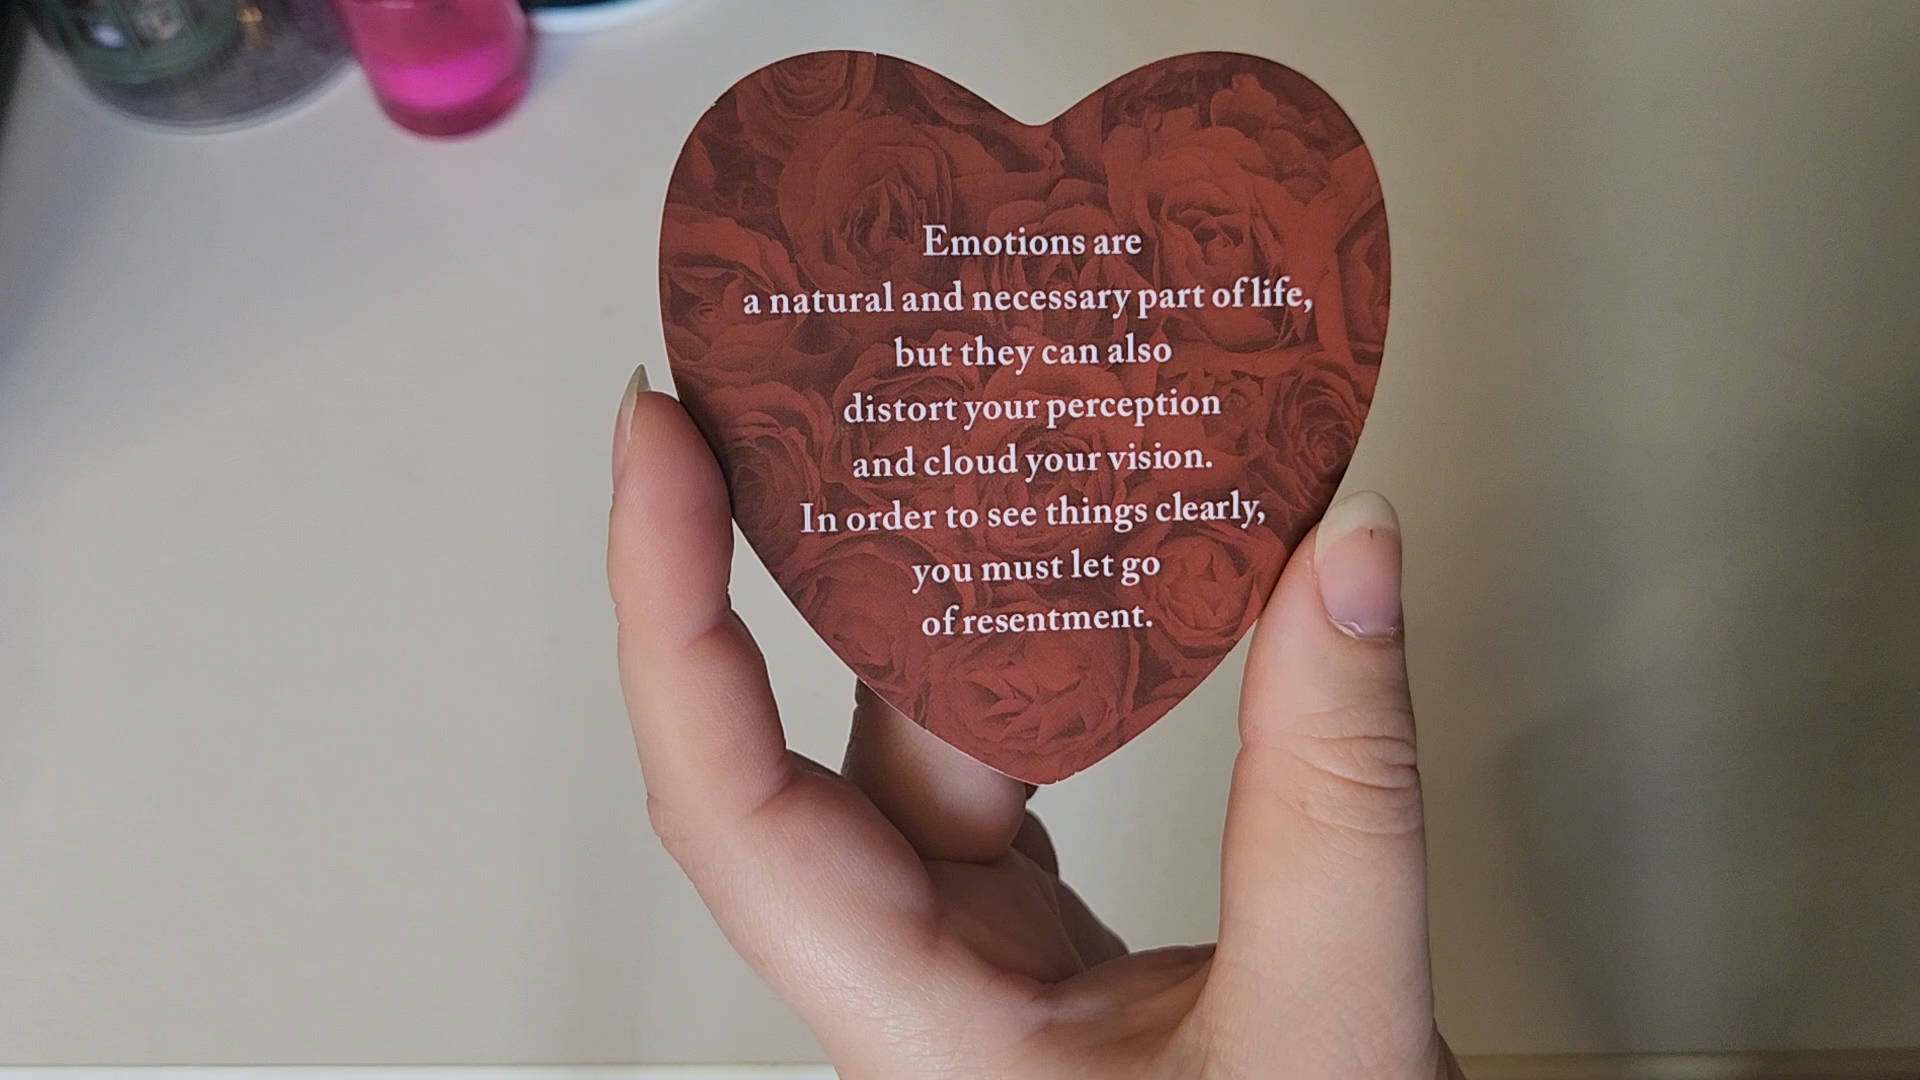 Emotions are
a natural and necessary part of life,
but they can also
distort your perception
and cloud your vision.
In order to see things clearly,
you must let go
of resentment.